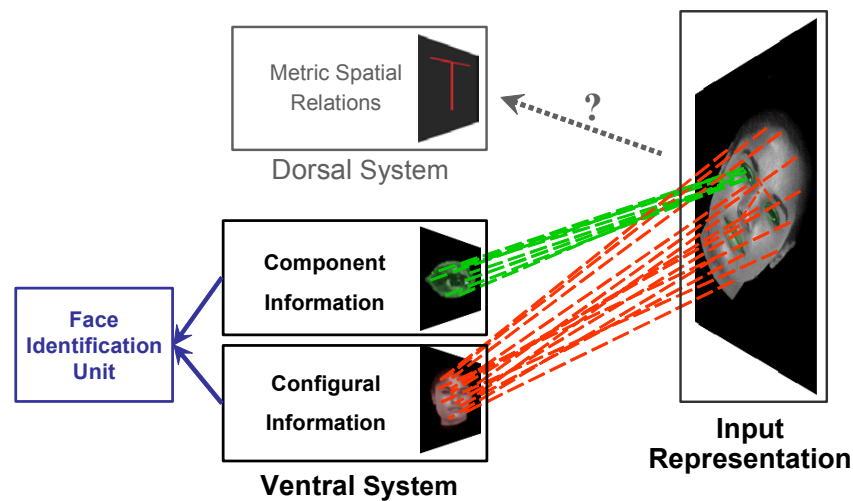 Metric Spatial
Relations
?
Dorsal System
Component
Information
Face
Identification
Unit
Configural
Information
Ventral System
Input
Representation